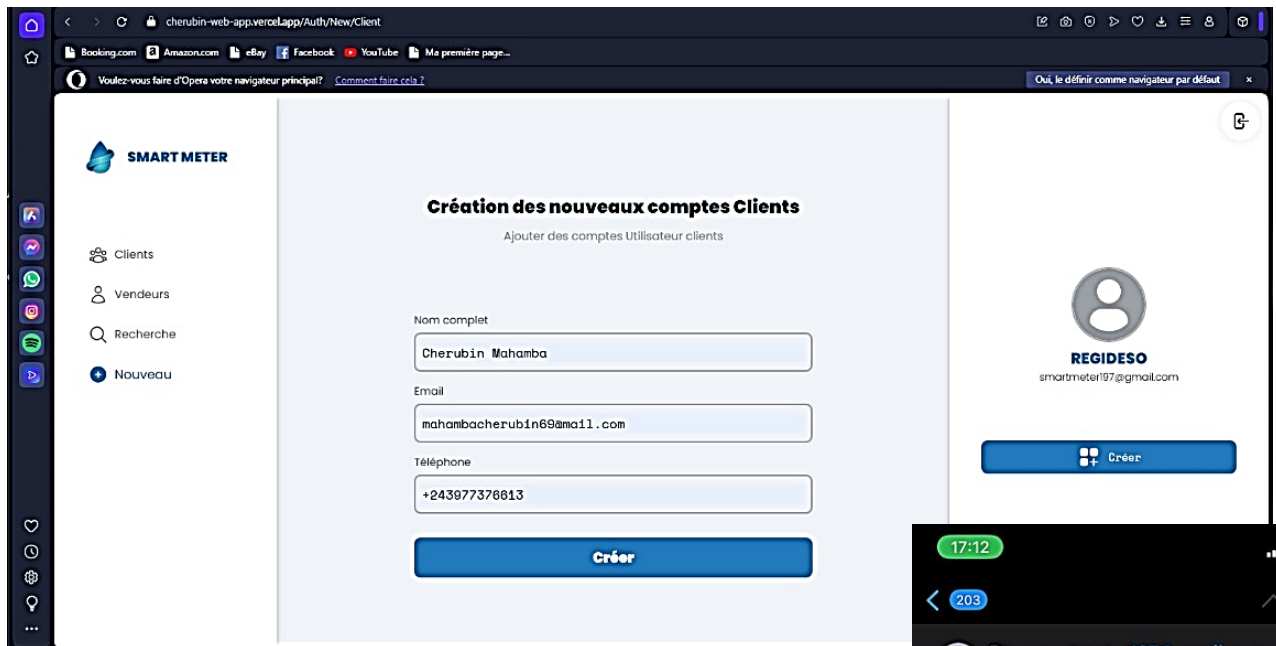 cherubin-web-app.vercel.app/Auth/New/Client
Booking.com Amazon.com eBay Facebook YouTube Ma première page...
Voulez-vous faire d'Opera votre navigateur principal? Comment faire cela ? Oui, le définir comme navigateur par défaut
SMART METER
Clients
Vendeurs
Recherche
Nouveau
Création des nouveaux comptes Clients
Ajouter des comptes Utilisateur clients
Nom complet
Cherubin Mahamba
Email
mahambacherubin69@mail.com
Téléphone
+243977376613
Créer
REGIDESO
smartmeter197@gmail.com
Créer
17:12
203